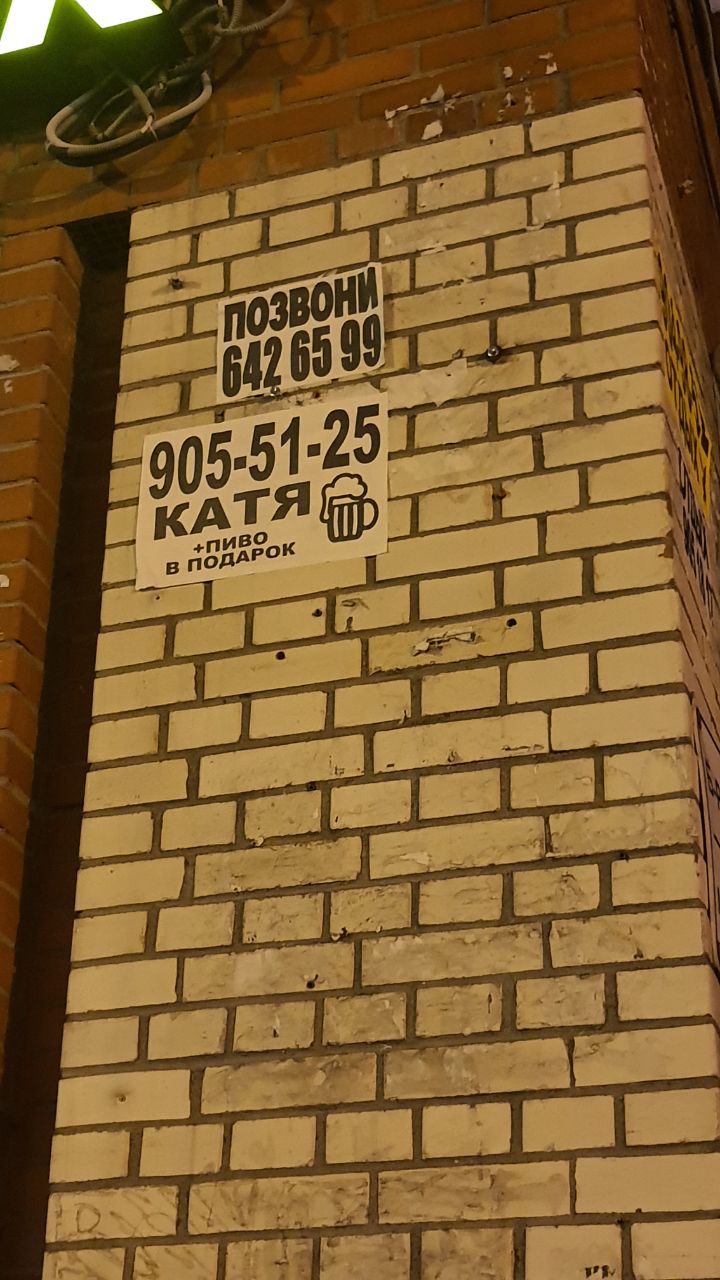 ПОЗВОНИ
642 65 99
905-51-25
КАТЯ
+ПИВО
В ПОДАРОК